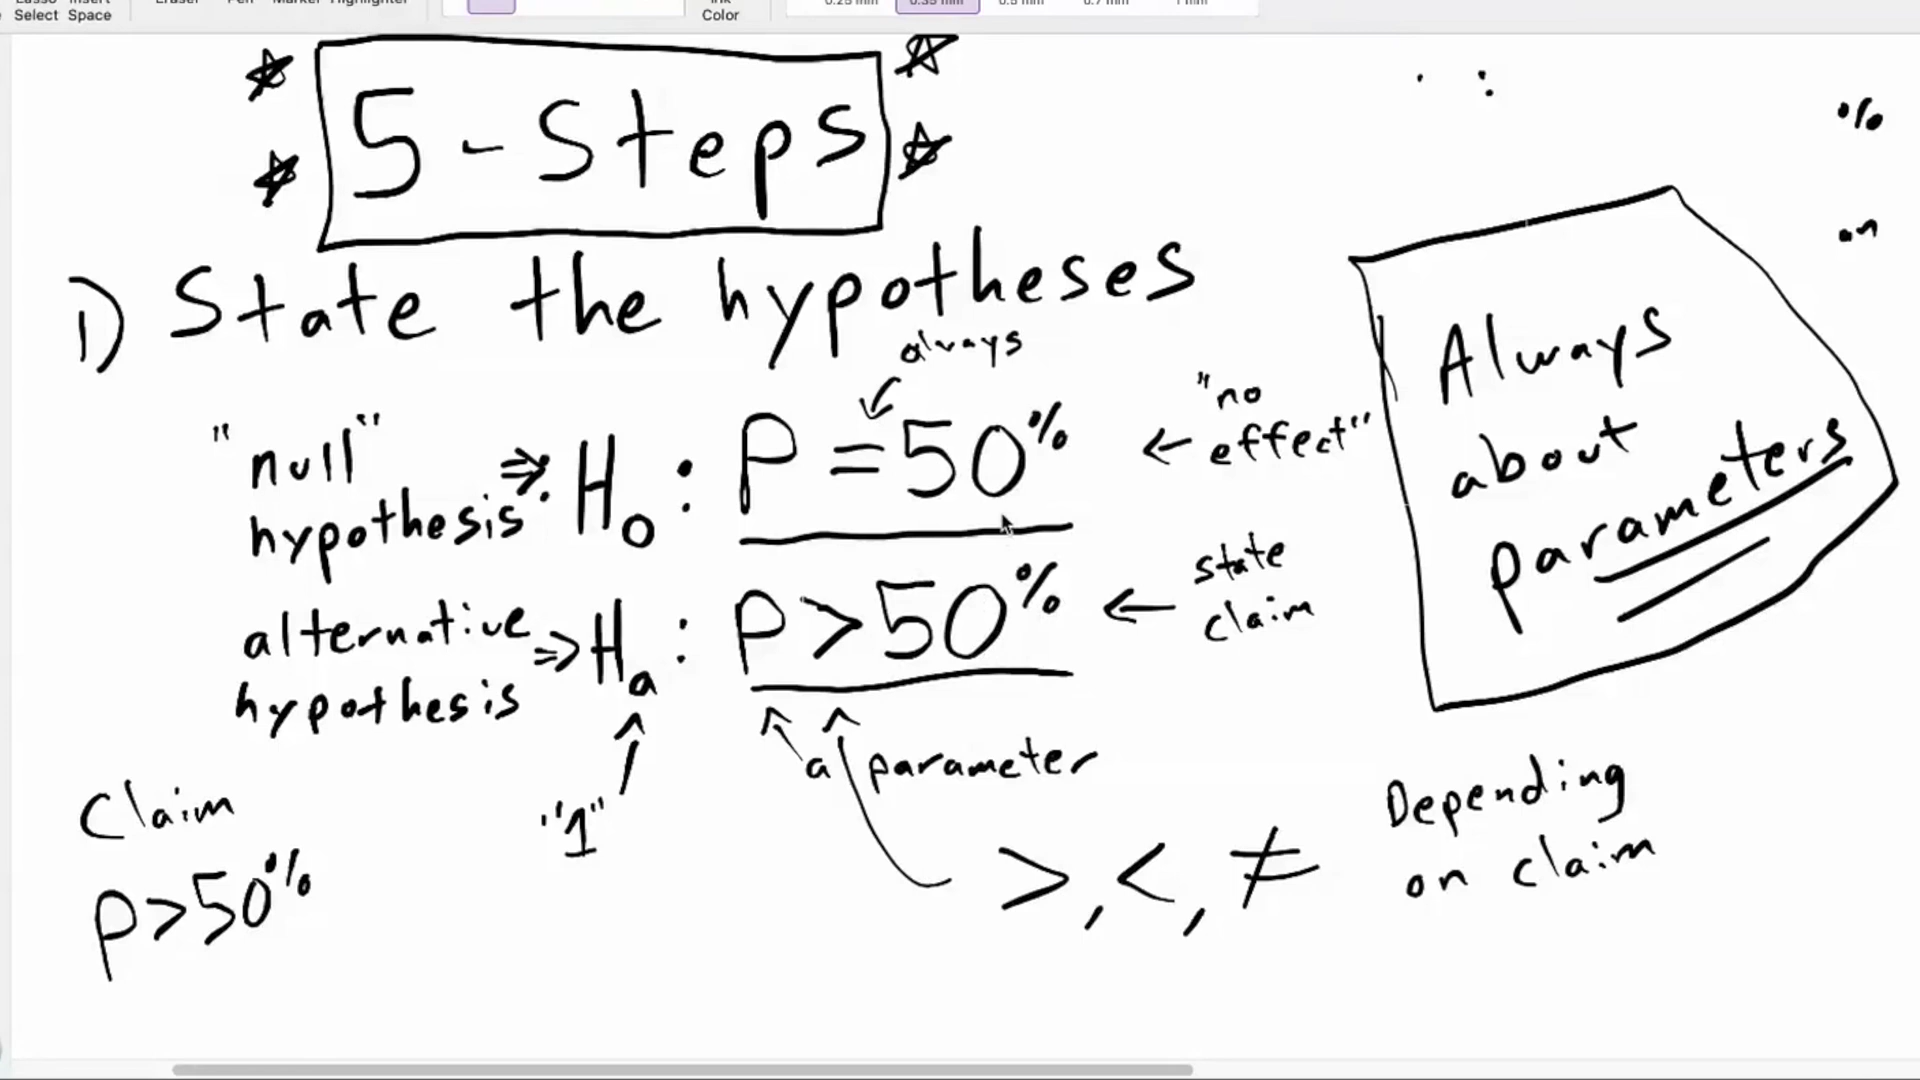 Select Space
Color
5-Steps
1) State the hypotheses
always
"null" hypothesis ⇒ H₀ : P = 50% ← "no effect"
alternative hypothesis ⇒ Hₐ : P > 50% ← state claim
a parameter
"1"
Claim
P > 50%
>, <, ≠
Depending
on claim
Always
about
parameters